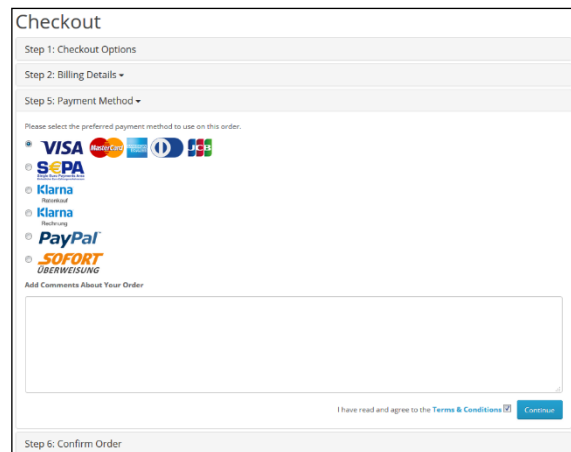 Checkout
Step 1: Checkout Options
Step 2: Billing Details
Step 5: Payment Method
Please select the preferred payment method to use on this order.
VISA MasterCard JCB
S€PA
Klarna
Ratenkauf
Klarna
Rechnung
PayPal
SOFORT
ÜBERWEISUNG
Add Comments About Your Order
I have read and agree to the Terms & Conditions Continue
Step 6: Confirm Order